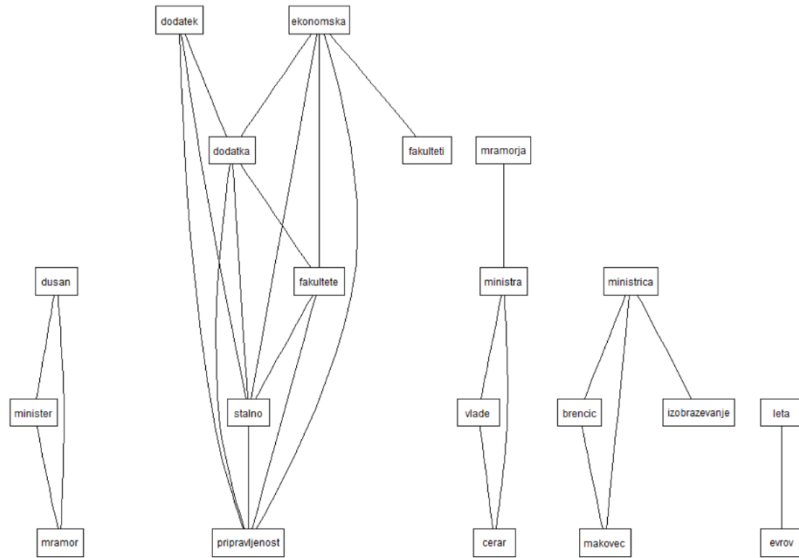 dodatek ekonomska
dodatka fakulteti mramorja
dusan fakultete ministra ministrica
minister stalno vlade brencic izobrazevanje leta
mramor pripravljenost cerar makovec evrov